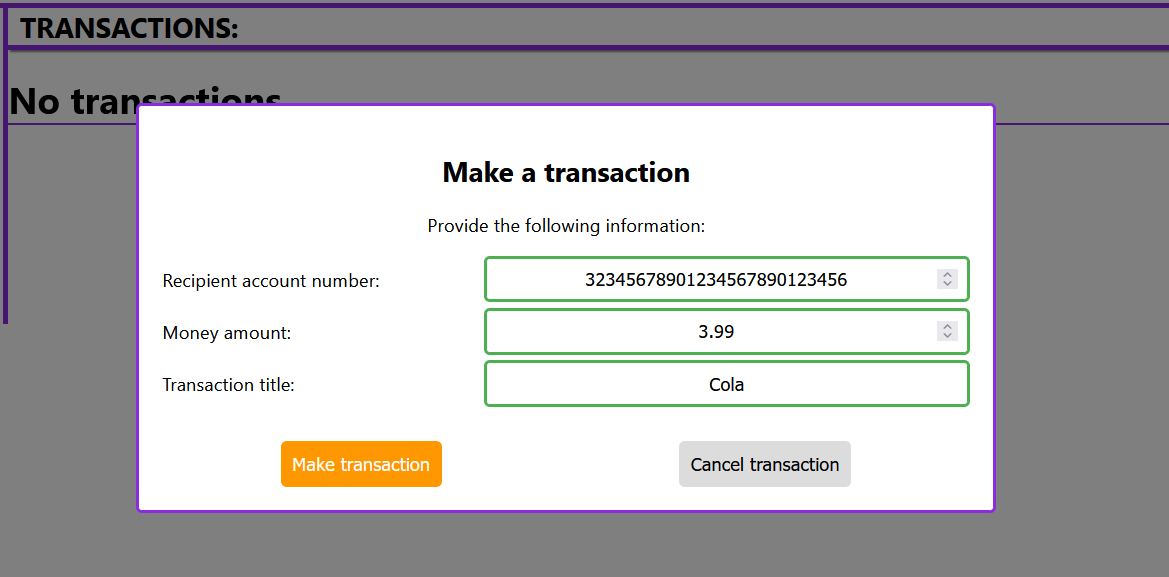 TRANSACTIONS:
No transactions
Make a transaction
Provide the following information:
Recipient account number: 32345678901234567890123456
Money amount: 3.99
Transaction title: Cola
Make transaction Cancel transaction